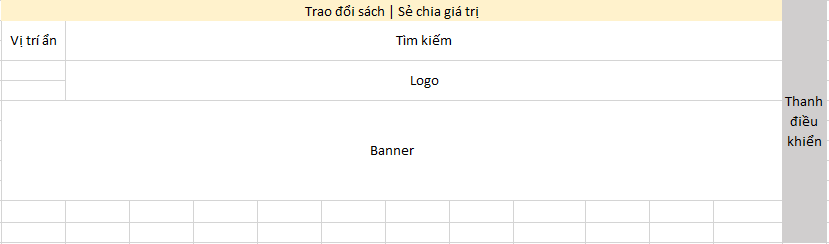 Trao đổi sách | Sẻ chia giá trị
Vị trí ẩn
Tìm kiếm
Logo
Thanh
điều
khiển
Banner